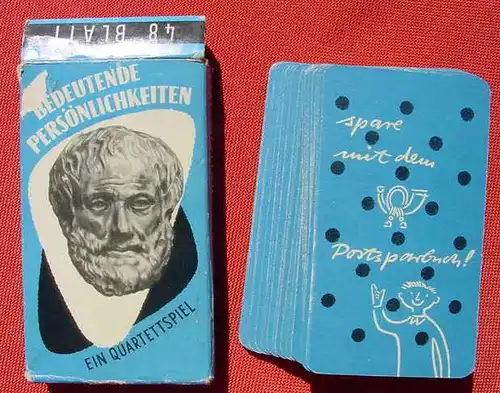 48 BLATT
BEDEUTENDE
PERSÖNLICHKEITEN
EIN QUARTETTSPIEL
spare
mit dem
Postsparbuch!